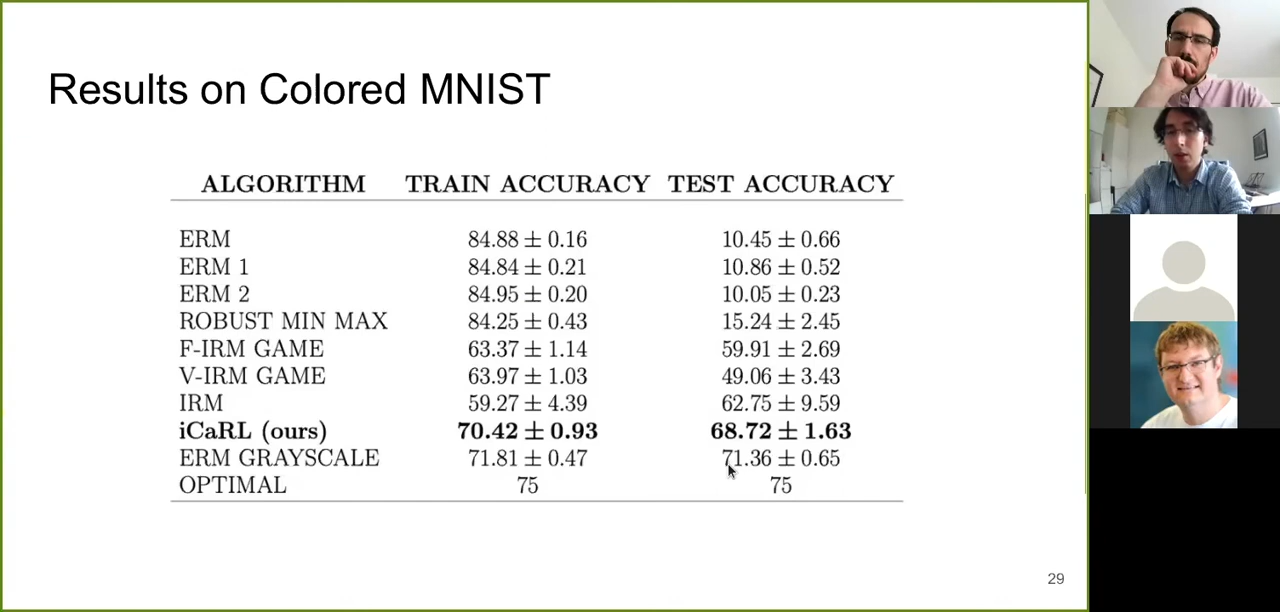 Results on Colored MNIST
ALGORITHM TRAIN ACCURACY TEST ACCURACY
ERM 84.88 ± 0.16 10.45 ± 0.66
ERM 1 84.84 ± 0.21 10.86 ± 0.52
ERM 2 84.95 ± 0.20 10.05 ± 0.23
ROBUST MIN MAX 84.25 ± 0.43 15.24 ± 2.45
F-IRM GAME 63.37 ± 1.14 59.91 ± 2.69
V-IRM GAME 63.97 ± 1.03 49.06 ± 3.43
IRM 59.27 ± 4.39 62.75 ± 9.59
iCaRL (ours) 70.42 ± 0.93 68.72 ± 1.63
ERM GRAYSCALE 71.81 ± 0.47 71.36 ± 0.65
OPTIMAL 75 75
29